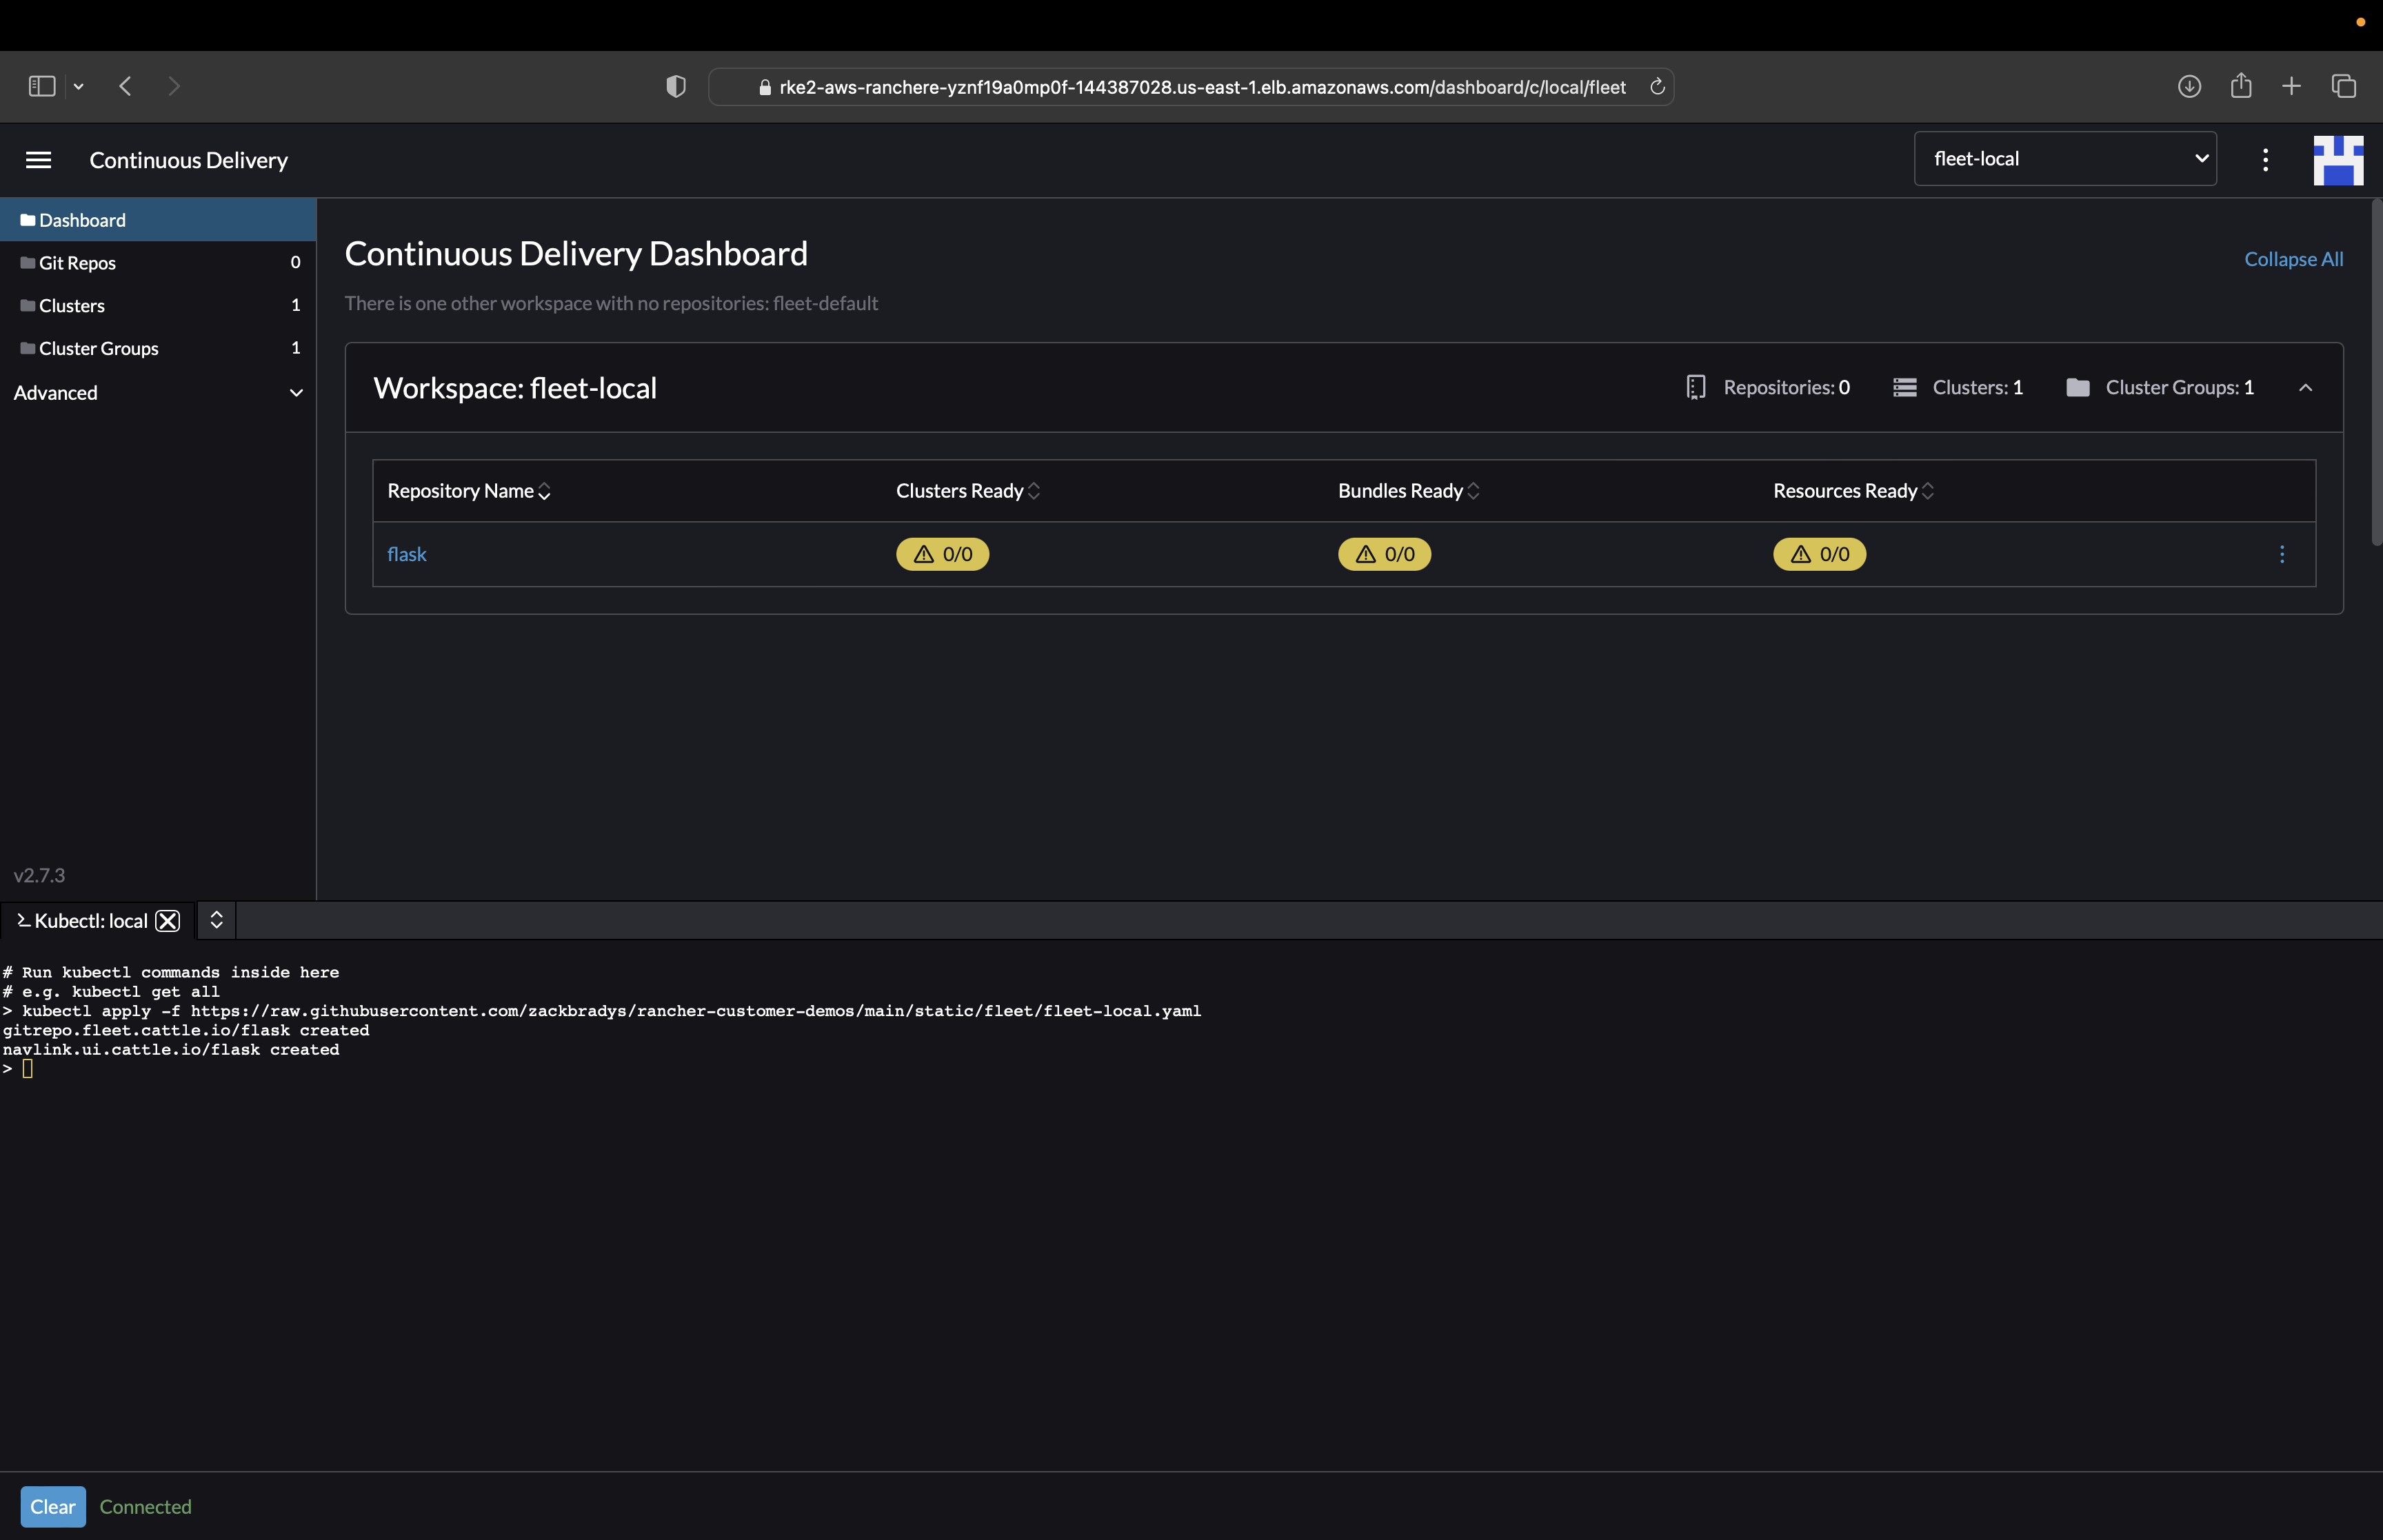 rke2-aws-ranchere-yznf19a0mp0f-144387028.us-east-1.elb.amazonaws.com/dashboard/c/local/fleet
Continuous Delivery
fleet-local
Dashboard
Git Repos 0
Clusters 1
Cluster Groups 1
Advanced
v2.7.3
Continuous Delivery Dashboard
Collapse All
There is one other workspace with no repositories: fleet-default
Workspace: fleet-local
Repositories: 0
Clusters: 1
Cluster Groups: 1
Repository Name Clusters Ready Bundles Ready Resources Ready
flask 0/0 0/0 0/0
Kubectl: local
# Run kubectl commands inside here
# e.g. kubectl get all
> kubectl apply -f https://raw.githubusercontent.com/zackbradys/rancher-customer-demos/main/static/fleet/fleet-local.yaml
gitrepo.fleet.cattle.io/flask created
navlink.ui.cattle.io/flask created
>
Clear Connected